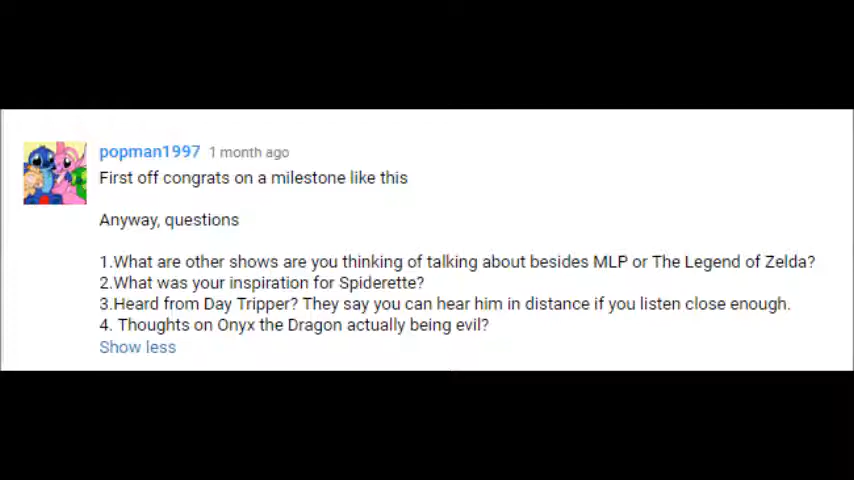 popman1997 1 month ago
First off congrats on a milestone like this
Anyway, questions
1.What are other shows are you thinking of talking about besides MLP or The Legend of Zelda?
2.What was your inspiration for Spiderette?
3.Heard from Day Tripper? They say you can hear him in distance if you listen close enough.
4. Thoughts on Onyx the Dragon actually being evil?
Show less